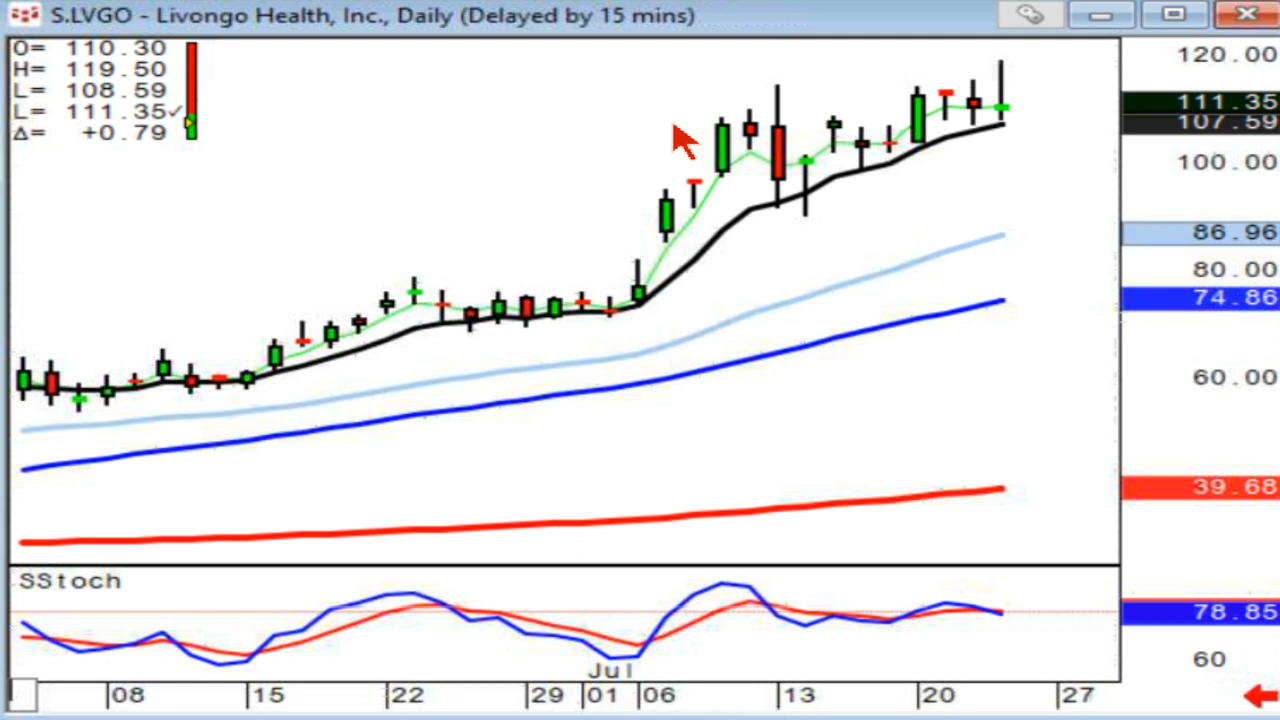 S.LVGO - Livongo Health, Inc., Daily (Delayed by 15 mins)
O= 110.30
H= 119.50
L= 108.59
L= 111.35✓
Δ= +0.79
120.00
111.35
107.59
100.00
86.96
80.00
74.86
60.00
39.68
SStoch
78.85
60
Jul
08 15 22 29 01 06 13 20 27